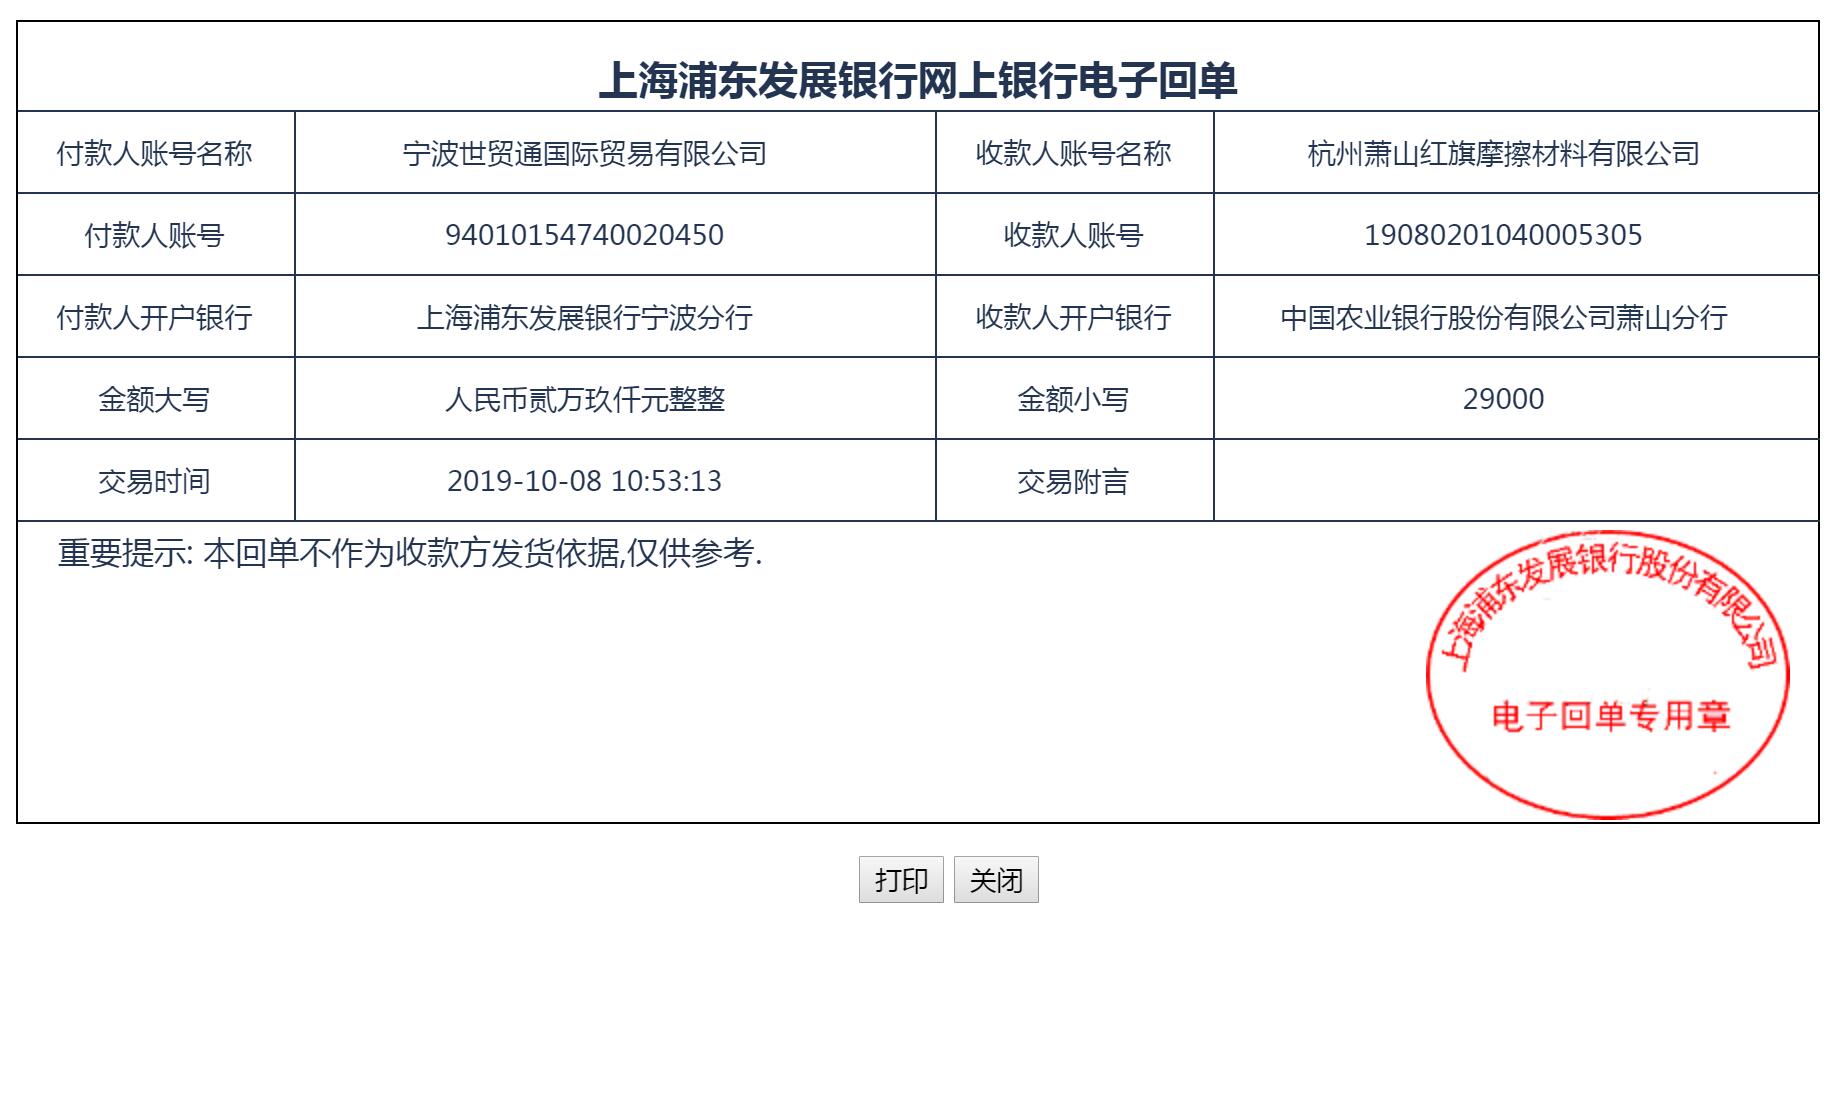 上海浦东发展银行网上银行电子回单
付款人账号名称 宁波世贸通国际贸易有限公司 收款人账号名称 杭州萧山红旗摩擦材料有限公司
付款人账号 94010154740020450 收款人账号 19080201040005305
付款人开户银行 上海浦东发展银行宁波分行 收款人开户银行 中国农业银行股份有限公司萧山分行
金额大写 人民币贰万玖仟元整整 金额小写 29000
交易时间 2019-10-08 10:53:13 交易附言
重要提示: 本回单不作为收款方发货依据,仅供参考.
上海浦东发展银行股份有限公司
电子回单专用章
打印 关闭